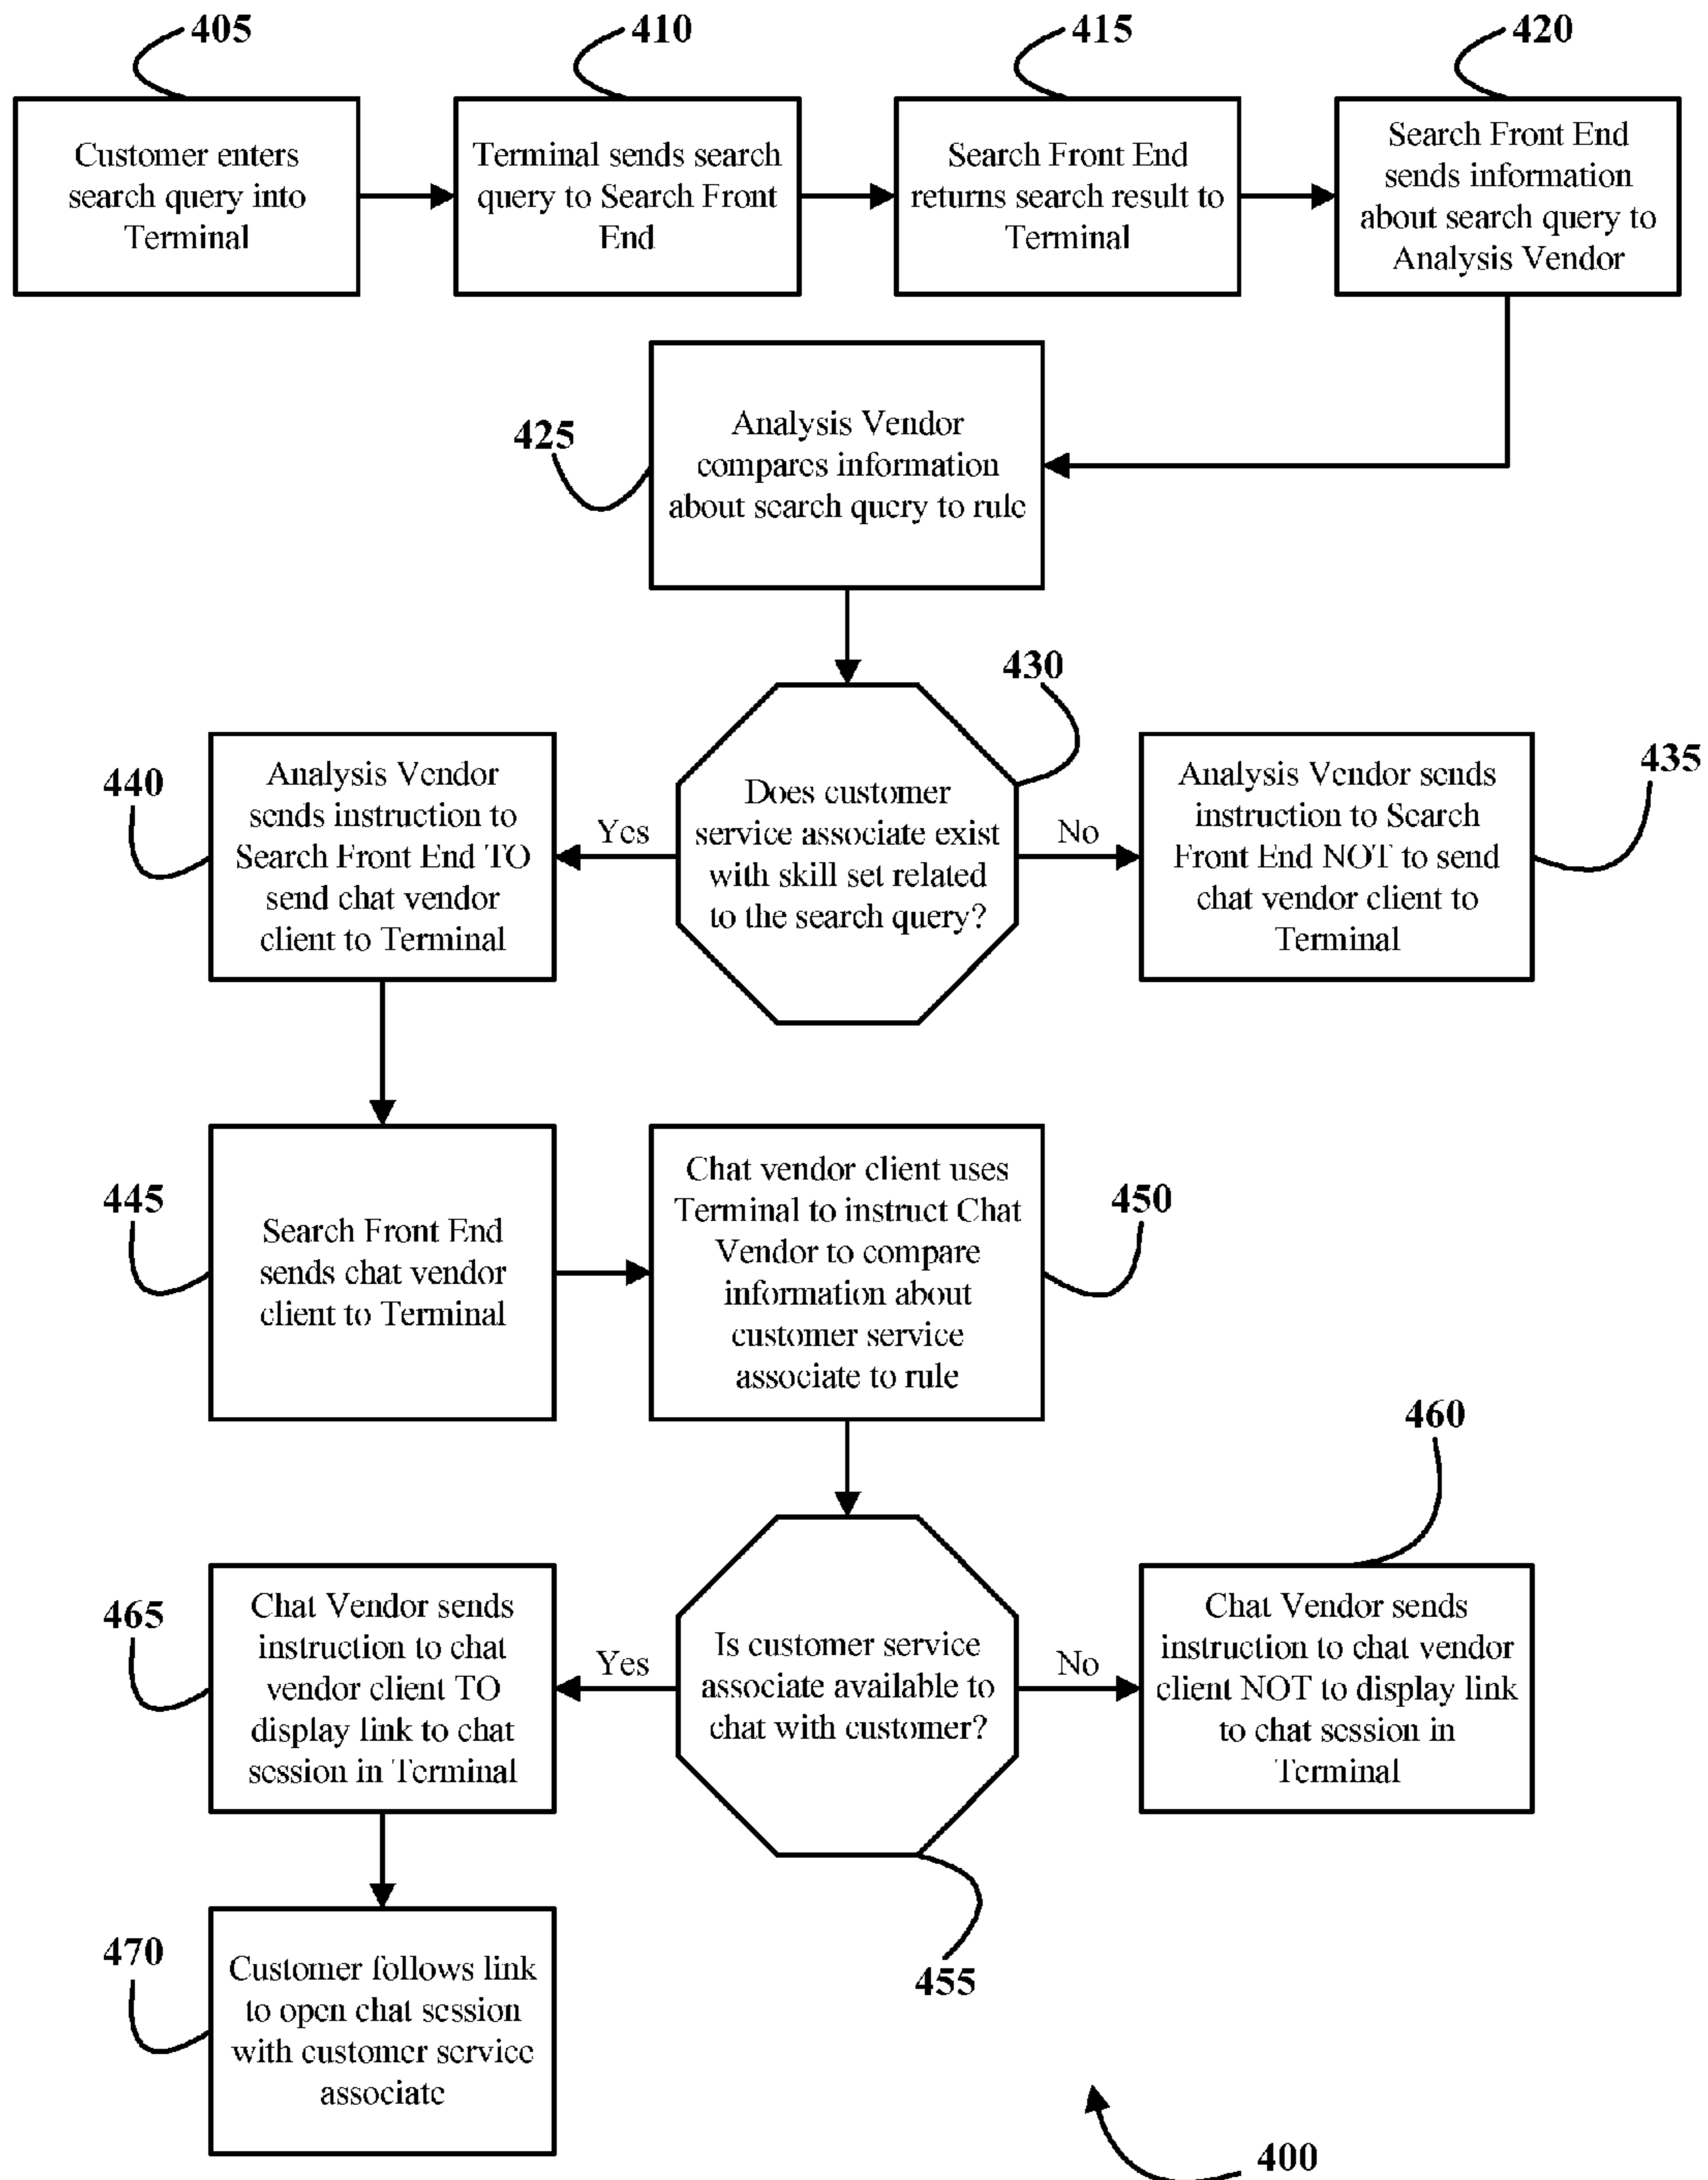 405
410
415
420
Customer enters
search query into
Terminal
Terminal sends search
query to Search Front
End
Search Front End
returns search result to
Terminal
Search Front End
sends information
about search query to
Analysis Vendor
425
Analysis Vendor
compares information
about search query to rule
430
440
Analysis Vendor
sends instruction to
Search Front End TO
send chat vendor
client to Terminal
Yes
Does customer
service associate exist
with skill set related
to the search query?
No
Analysis Vendor sends
instruction to Search
Front End NOT to send
chat vendor client to
Terminal
435
445
Search Front End
sends chat vendor
client to Terminal
Chat vendor client uses
Terminal to instruct Chat
Vendor to compare
information about
customer service
associate to rule
450
460
465
Chat Vendor sends
instruction to chat
vendor client TO
display link to chat
session in Terminal
Yes
Is customer service
associate available to
chat with customer?
No
Chat Vendor sends
instruction to chat vendor
client NOT to display link
to chat session in
Terminal
455
470
Customer follows link
to open chat session
with customer service
associate
400